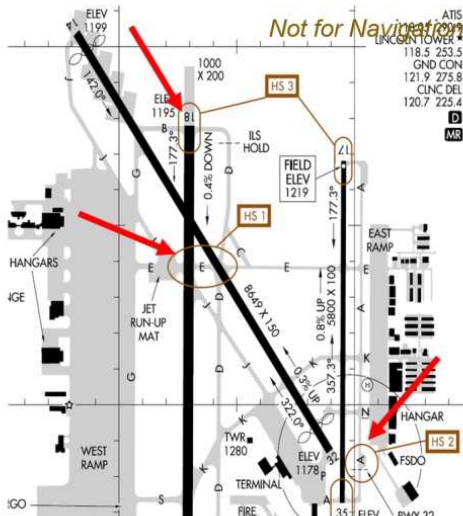 Not for Navigation
ATIS
LINCOLN TOWER
118.5 253.5
GND CON
121.9 275.8
CLNC DEL
120.7 225.4
D
MR
ELEV
1199
14
142.0°
1000
X 200
HS 3
1195
18
B
ILS
HOLD
177.3°
0.4% DOWN
17
FIELD
ELEV
1219
177.3°
J
G
D
A
HS 1
EAST
RAMP
C
HANGARS
E
E
E
E
JET
RUN-UP
MAT
J
D
8649 X 150
0.8% UP
5800 X 100
357.3°
0.3% UP
322.0°
K
K
H
G
D
J
N
HANGAR
K
TWR
1280
ELEV
1178
32
P
A
HS 2
FSDO
WEST
RAMP
TERMINAL
S
K
D
A
35
ELEV
RWY 32
FIRE